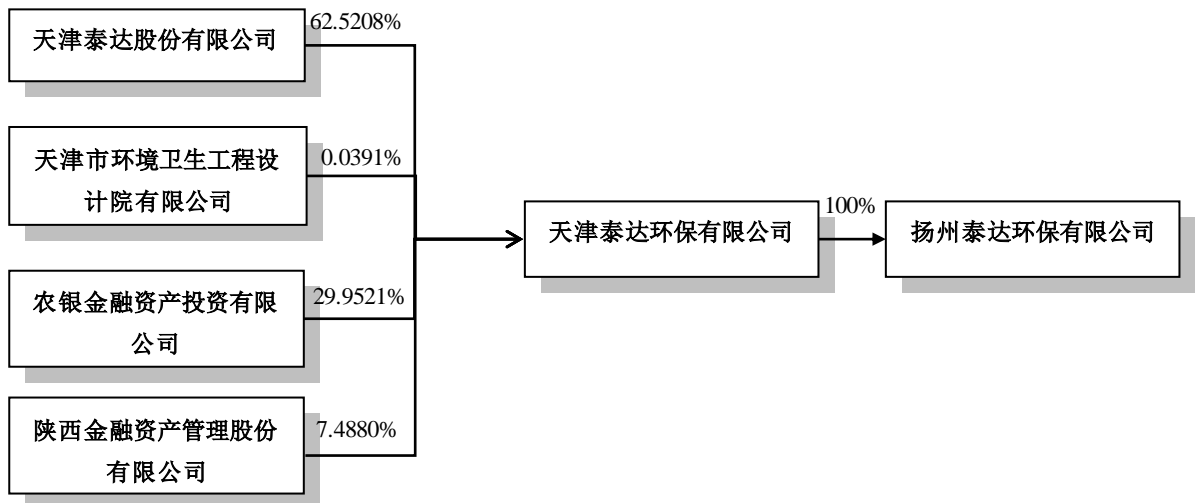 天津泰达股份有限公司
62.5208%
天津市环境卫生工程设
计院有限公司
0.0391%
农银金融资产投资有限
公司
29.9521%
陕西金融资产管理股份
有限公司
7.4880%
天津泰达环保有限公司
100%
扬州泰达环保有限公司